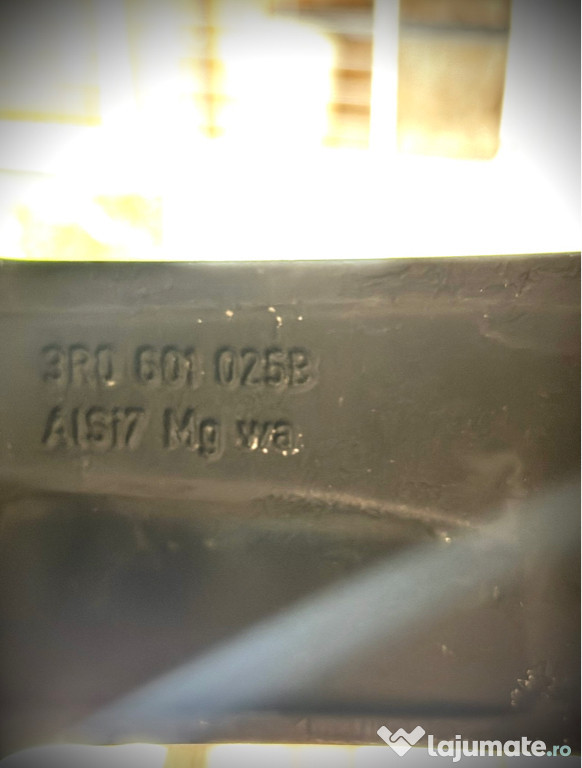 3R0 601 025B
AlSi7 Mg wa
lajumate.ro